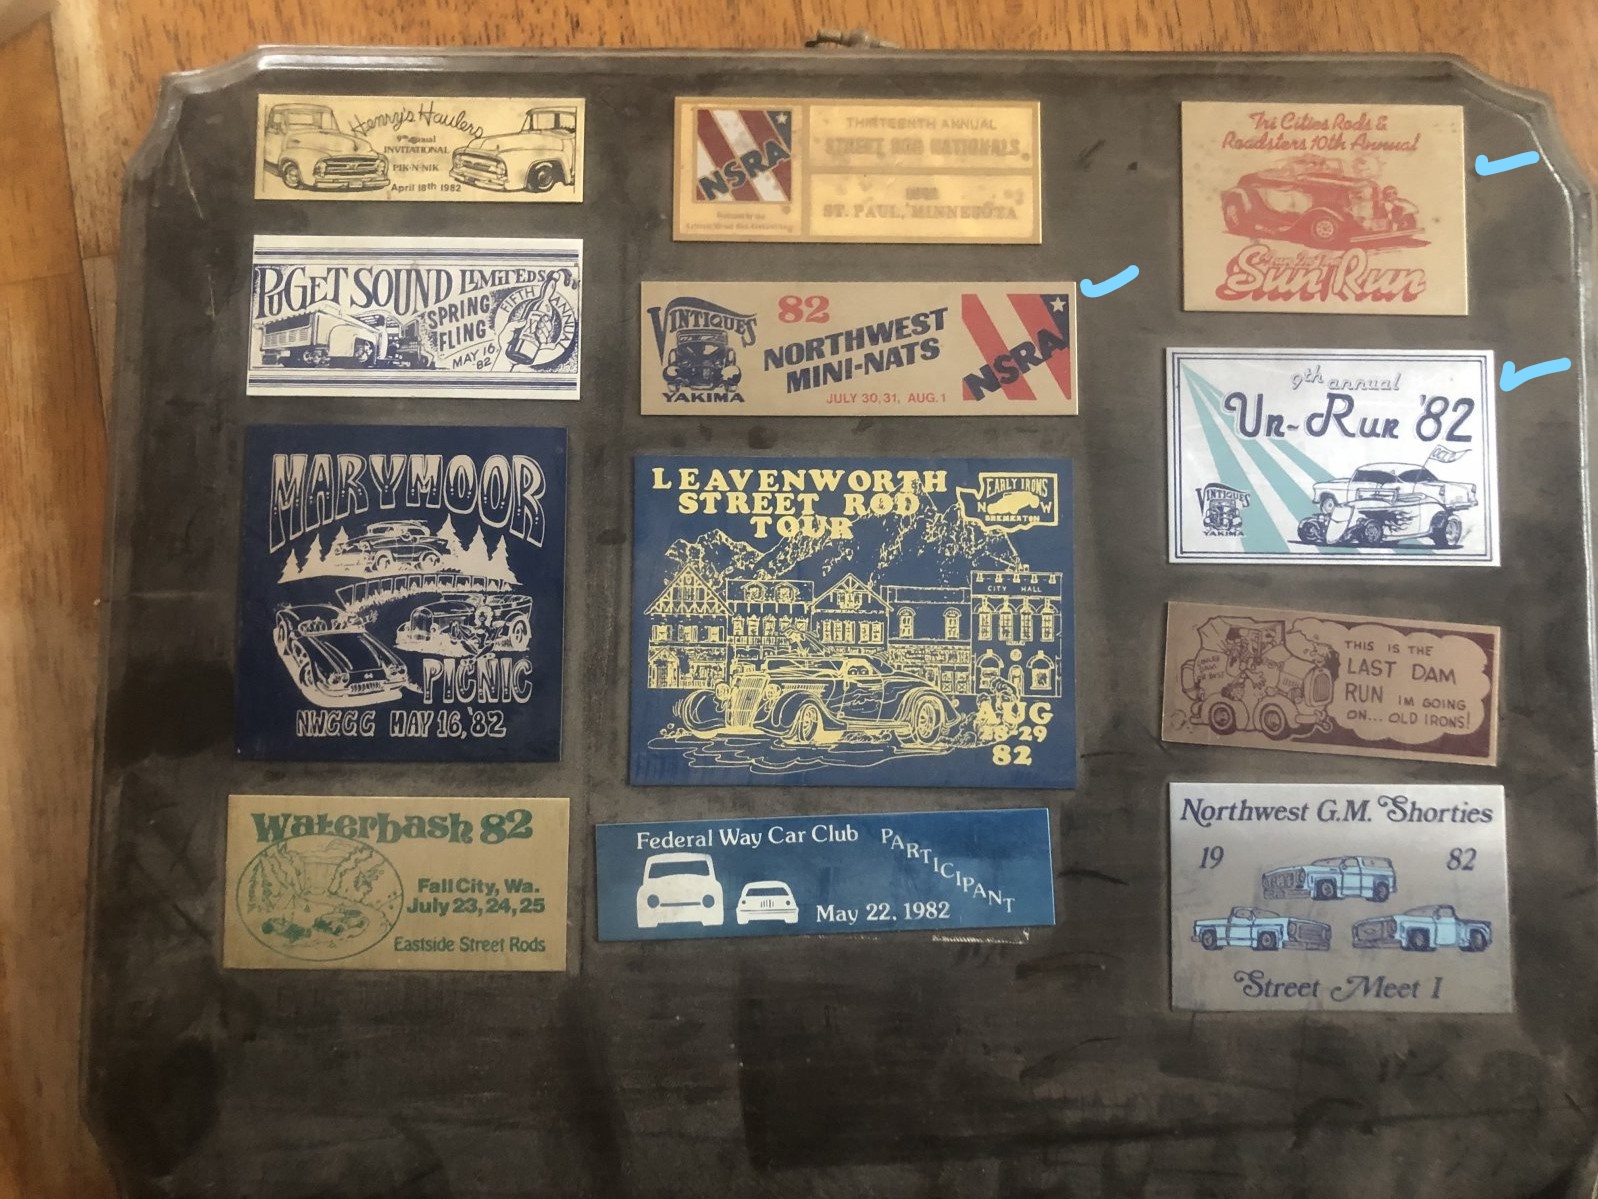 Henry's Haulers
9th annual
INVITATIONAL
PIK-N-NIK
April 18th 1982
PUGET SOUND LIMITEDS
SPRING
FLING
FIFTH ANNUAL
MAY 16,
82
MARYMOOR
PICNIC
NWGCC MAY 16, '82
Waterbash 82
Fall City, Wa.
July 23, 24, 25
Eastside Street Rods
NSRA
THIRTEENTH ANNUAL
STREET ROD NATIONALS
1982
ST. PAUL, MINNESOTA
VINTIQUES
YAKIMA
82
NORTHWEST
MINI-NATS
JULY 30, 31, AUG. 1
NSRA
LEAVENWORTH
STREET ROD
TOUR
EARLY IRONS
N W
BREMERTON
CITY HALL
AUG
28-29
82
Federal Way Car Club
PARTICIPANT
May 22, 1982
Tri Cities Rods &
Roadsters 10th Annual
Sun Run
9th annual
Un-Run '82
VINTIQUES
YAKIMA
THIS IS THE
LAST DAM
RUN IM GOING
ON... OLD IRONS!
Northwest G.M. Shorties
19 82
Street Meet I